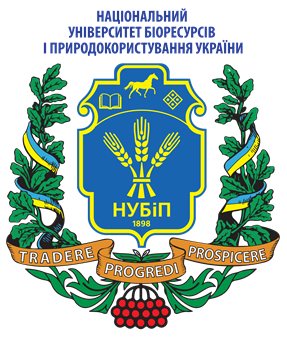 НАЦІОНАЛЬНИЙ
УНІВЕРСИТЕТ БІОРЕСУРСІВ
І ПРИРОДОКОРИСТУВАННЯ УКРАЇНИ
НУБіП
1898
TRADERE
PROGREDI
PROSPICERE